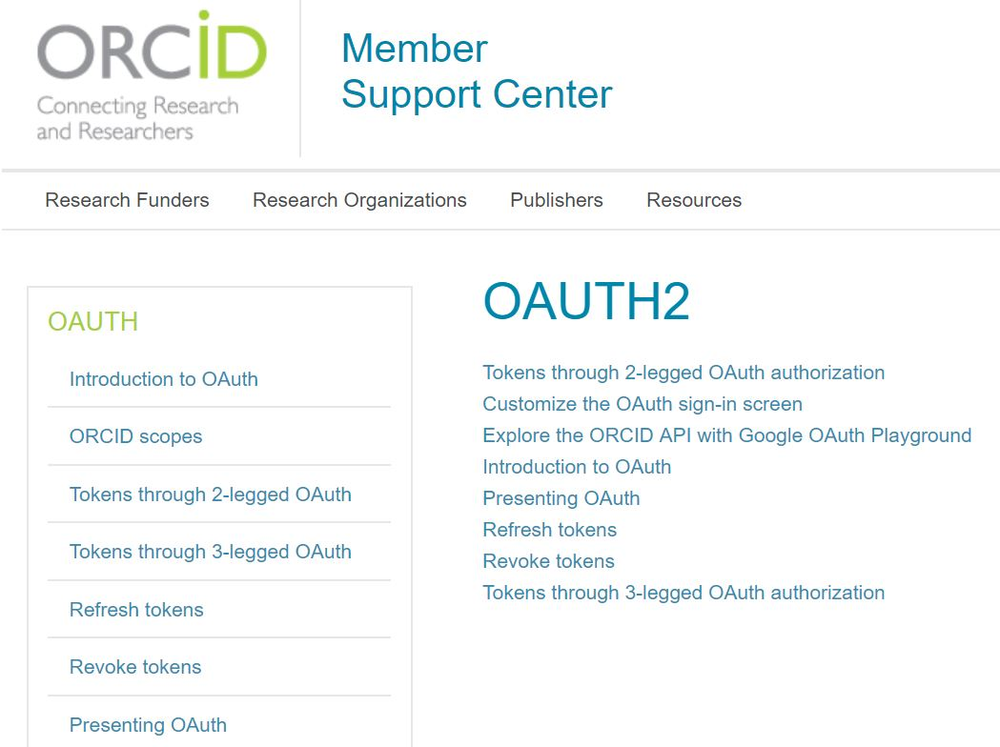 ORCID
Connecting Research
and Researchers
Member
Support Center
Research Funders Research Organizations Publishers Resources
OAUTH
Introduction to OAuth
ORCID scopes
Tokens through 2-legged OAuth
Tokens through 3-legged OAuth
Refresh tokens
Revoke tokens
Presenting OAuth
OAUTH2
Tokens through 2-legged OAuth authorization
Customize the OAuth sign-in screen
Explore the ORCID API with Google OAuth Playground
Introduction to OAuth
Presenting OAuth
Refresh tokens
Revoke tokens
Tokens through 3-legged OAuth authorization